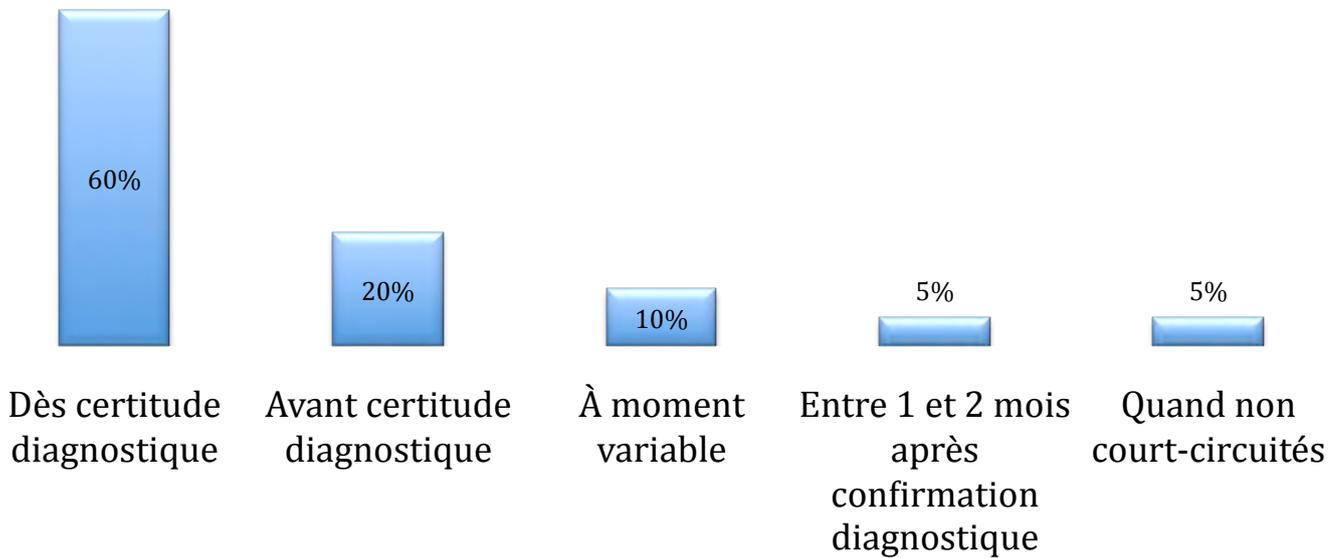 60%
20%
10%
5%
5%
Dès certitude
diagnostique
Avant certitude
diagnostique
À moment
variable
Entre 1 et 2 mois
après
confirmation
diagnostique
Quand non
court-circuités